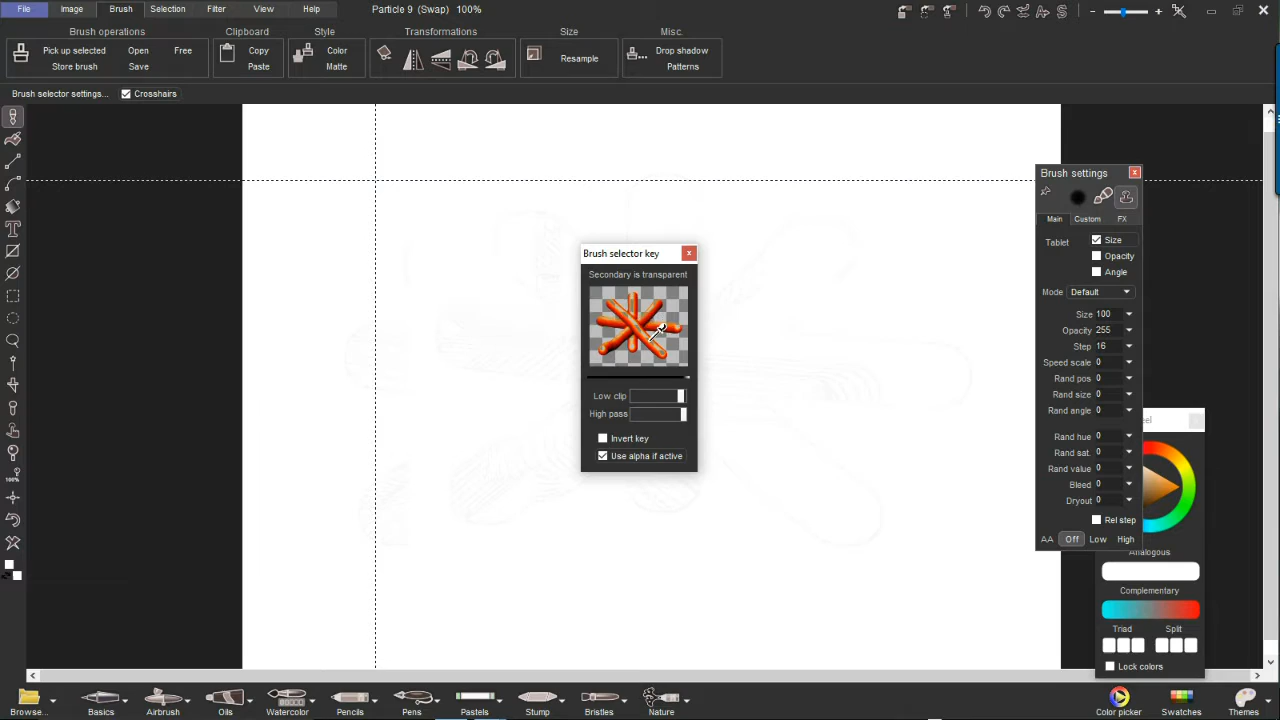 File Image Brush Selection Filter View Help Particle 9 (Swap) 100%
Brush operations Clipboard Style Transformations Size Misc.
Pick up selected Open Free Copy Color Resample Drop shadow
Store brush Save Paste Matte Patterns
Brush selector settings... Crosshairs
Brush settings
Main Custom FX
Tablet Size
Opacity
Angle
Mode Default
Size 100
Opacity 255
Step 16
Speed scale 0
Rand pos 0
Rand size 0
Rand angle 0
Rand hue 0
Rand sat. 0
Rand value 0
Bleed 0
Dryout 0
Rel step
AA Off Low High
Brush selector key
Secondary is transparent
Low clip
High pass
Invert key
Use alpha if active
T
100%
Analogous
Complementary
Triad Split
Lock colors
Browse.. Basics Airbrush Oils Watercolor Pencils Pens Pastels Stump Bristles Nature Color picker Swatches Themes